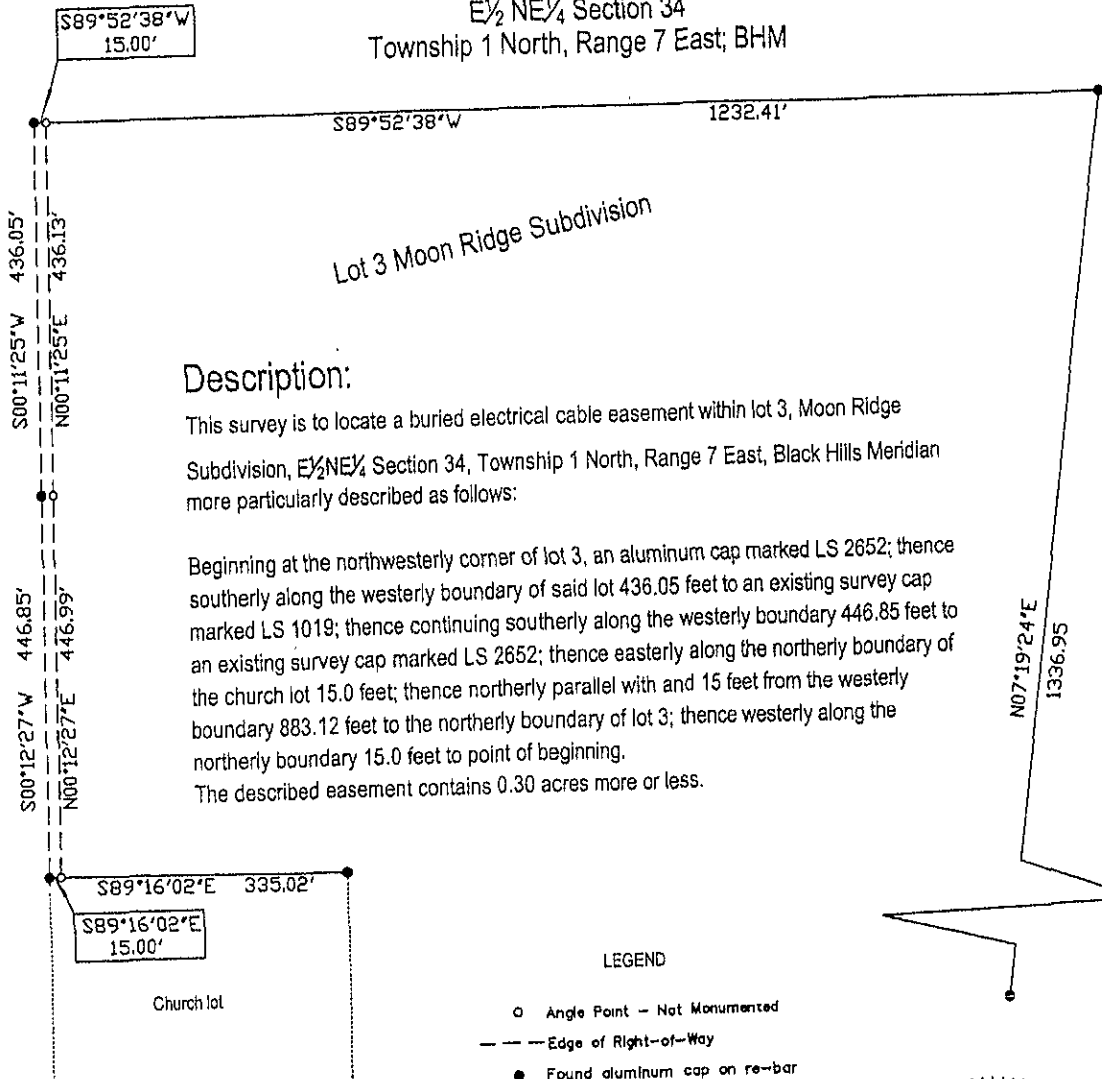 S89°52'38"W
15.00'
E½ NE¼ Section 34
Township 1 North, Range 7 East; BHM
S89°52'38"W 1232.41'
S00°11'25"W 436.05'
N00°11'25"E 436.13'
Lot 3 Moon Ridge Subdivision
Description:
This survey is to locate a buried electrical cable easement within lot 3, Moon Ridge
Subdivision, E½NE¼ Section 34, Township 1 North, Range 7 East, Black Hills Meridian
more particularly described as follows:
Beginning at the northwesterly corner of lot 3, an aluminum cap marked LS 2652; thence
southerly along the westerly boundary of said lot 436.05 feet to an existing survey cap
marked LS 1019; thence continuing southerly along the westerly boundary 446.85 feet to
an existing survey cap marked LS 2652; thence easterly along the northerly boundary of
the church lot 15.0 feet; thence northerly parallel with and 15 feet from the westerly
boundary 883.12 feet to the northerly boundary of lot 3; thence westerly along the
northerly boundary 15.0 feet to point of beginning.
The described easement contains 0.30 acres more or less.
S00°12'27"W 446.85'
N00°12'27"E 446.99'
N07°19'24"E
1336.95
S89°16'02"E 335.02'
S89°16'02"E
15.00'
Church lot
LEGEND
Angle Point - Not Monumented
Edge of Right-of-Way
Found aluminum cap on re-bar